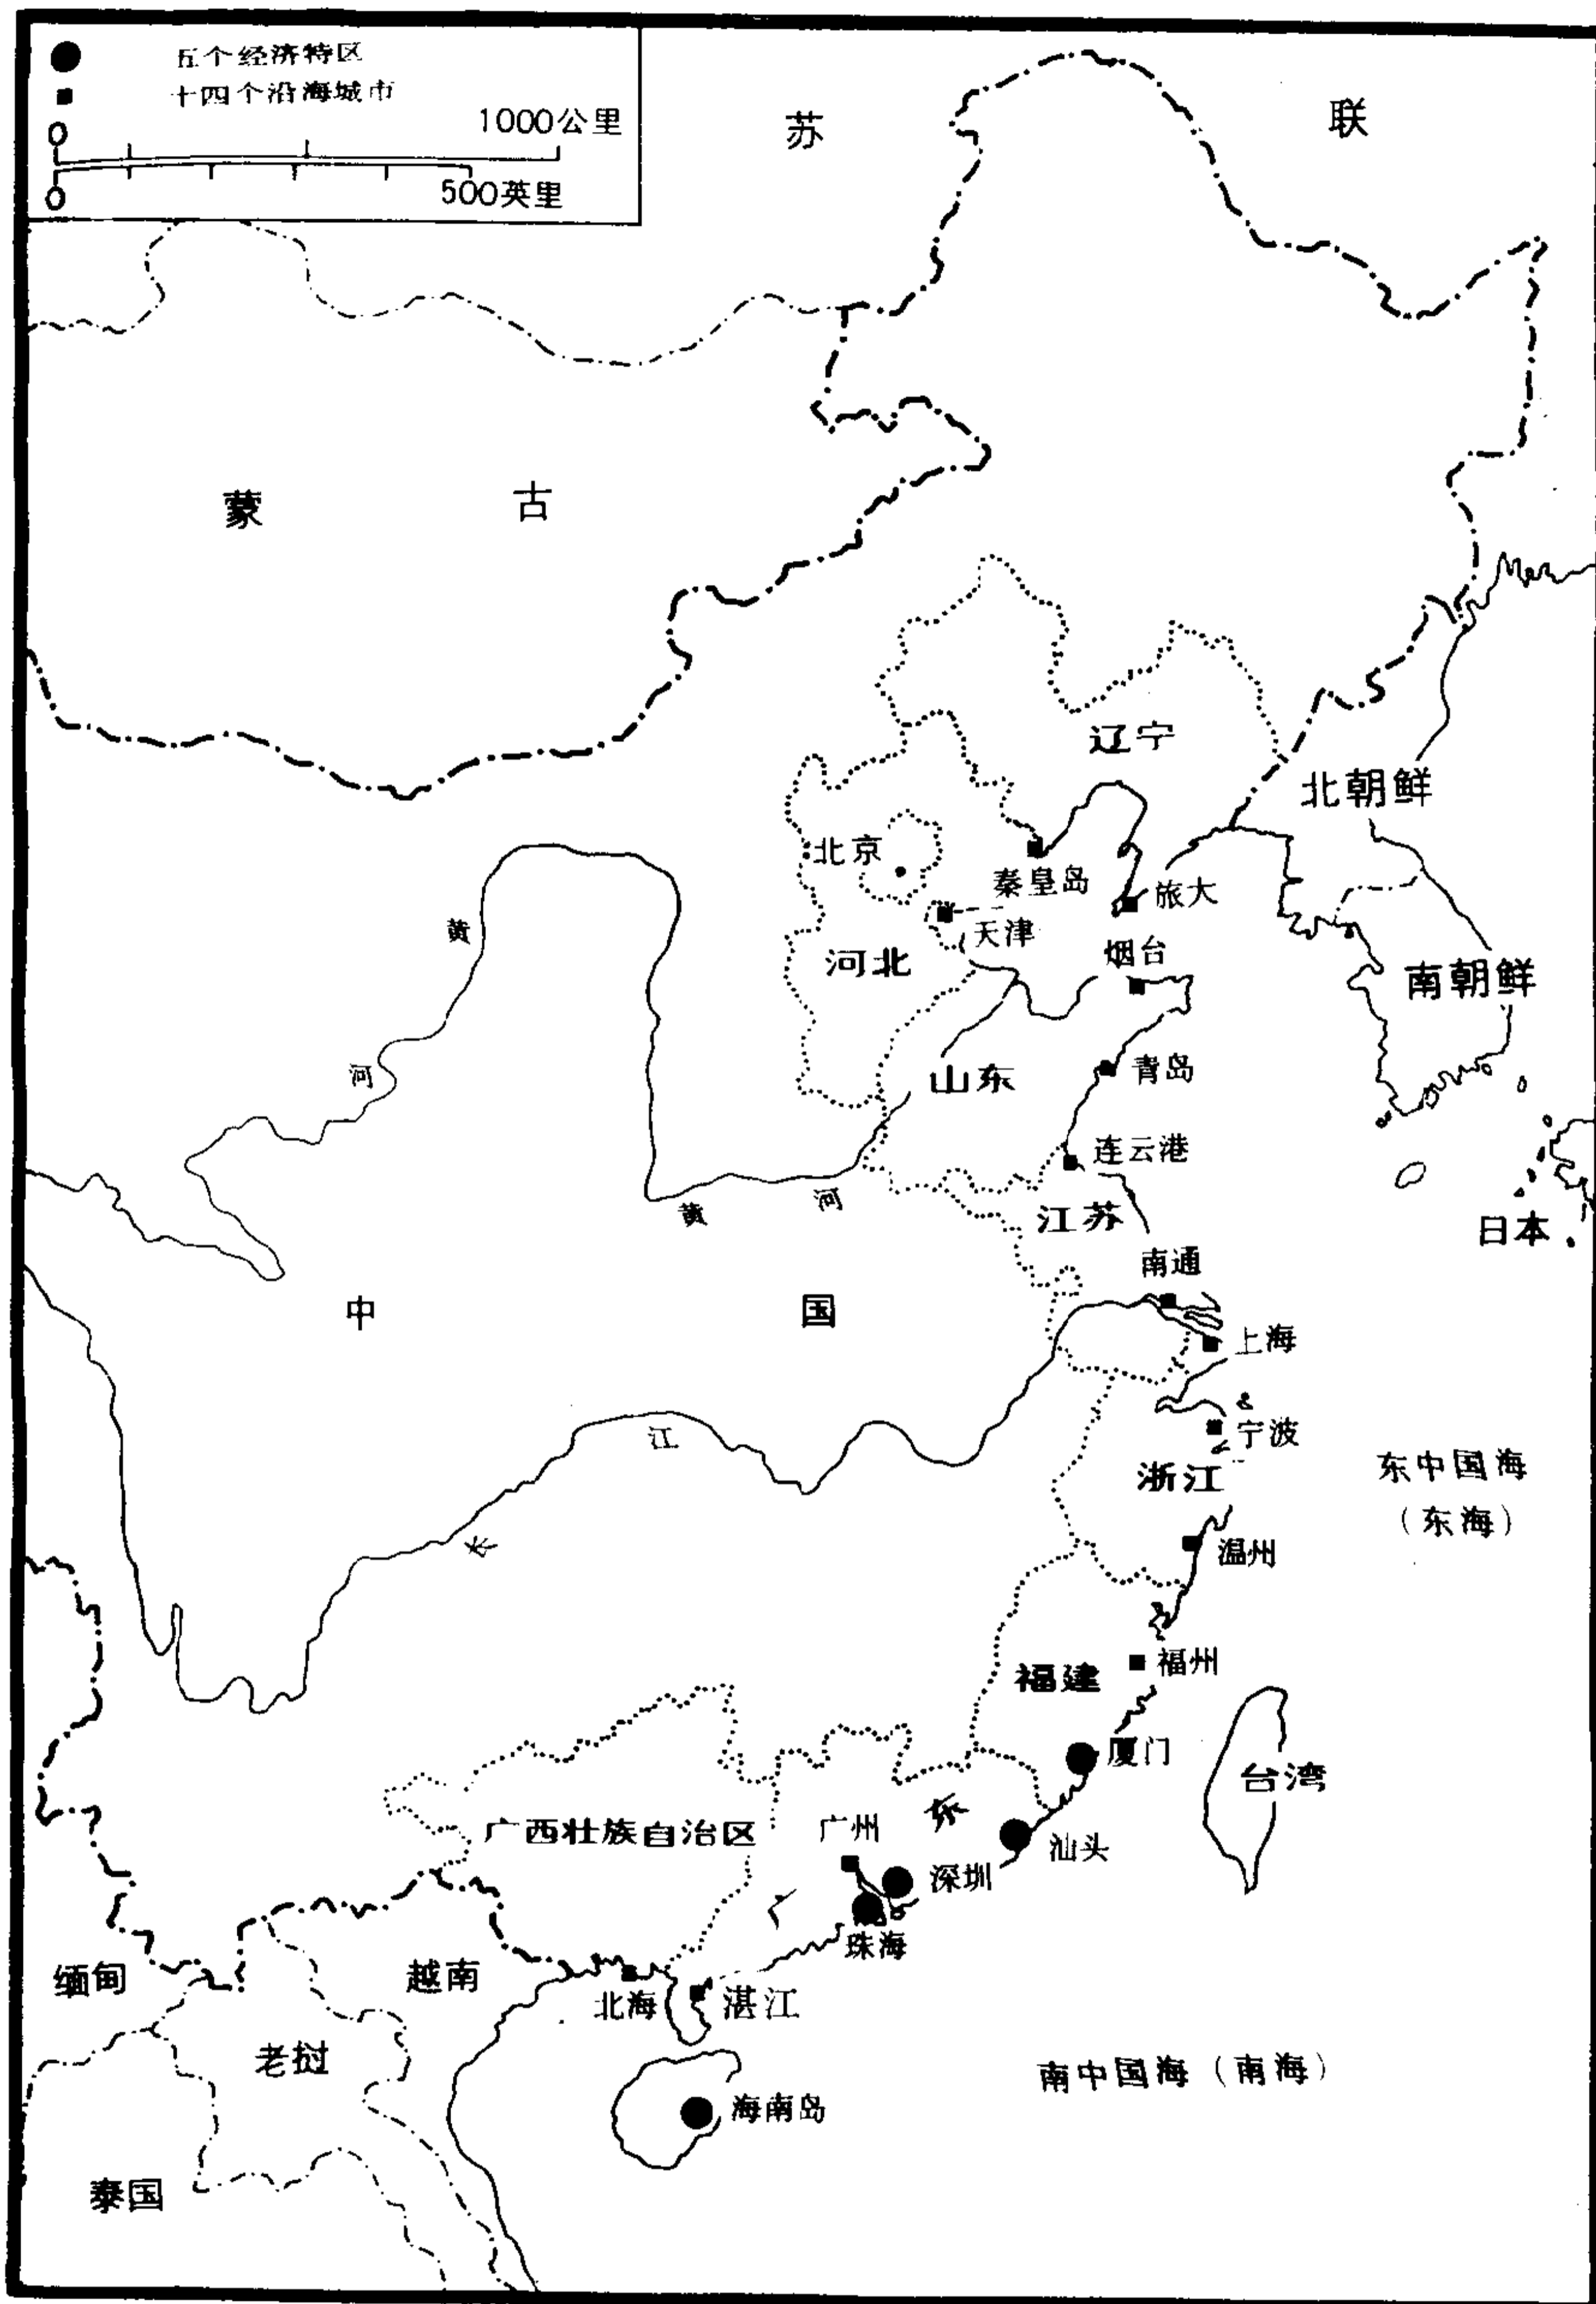 五个经济特区
十四个沿海城市
0
1000公里
0
500英里
苏 联
蒙 古
辽宁
北朝鲜
北京
秦皇岛
旅大
天津
烟台
黄
河北
南朝鲜
河
山东
青岛
连云港
黄 河
江苏
日本
南通
中 国
上海
宁波
江
浙江
东中国海
(东海)
长
温州
福州
福建
厦门
台湾
东
广西壮族自治区
广州
汕头
深圳
广
珠海
缅甸
越南
北海
湛江
老挝
南中国海(南海)
海南岛
泰国